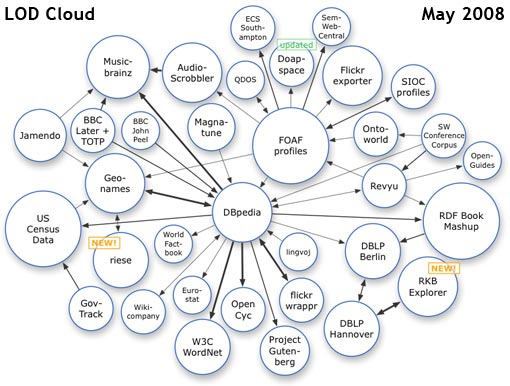 LOD Cloud
May 2008
ECS
South-
ampton
Sem-
Web-
Central
updated
Doap-
space
Music-
brainz
Audio-
Scrobbler
QDOS
Flickr
exporter
SIOC
profiles
Jamendo
BBC
Later +
TOTP
BBC
John
Peel
Magna-
tune
FOAF
profiles
Onto-
world
SW
Conference
Corpus
Open-
Guides
Geo-
names
Revyu
US
Census
Data
DBpedia
RDF Book
Mashup
NEW!
riese
World
Fact-
book
lingvoj
DBLP
Berlin
NEW!
RKB
Explorer
Gov-
Track
Wiki-
company
Euro-
stat
Open
Cyc
flickr
wrappr
W3C
WordNet
Project
Guten-
berg
DBLP
Hannover